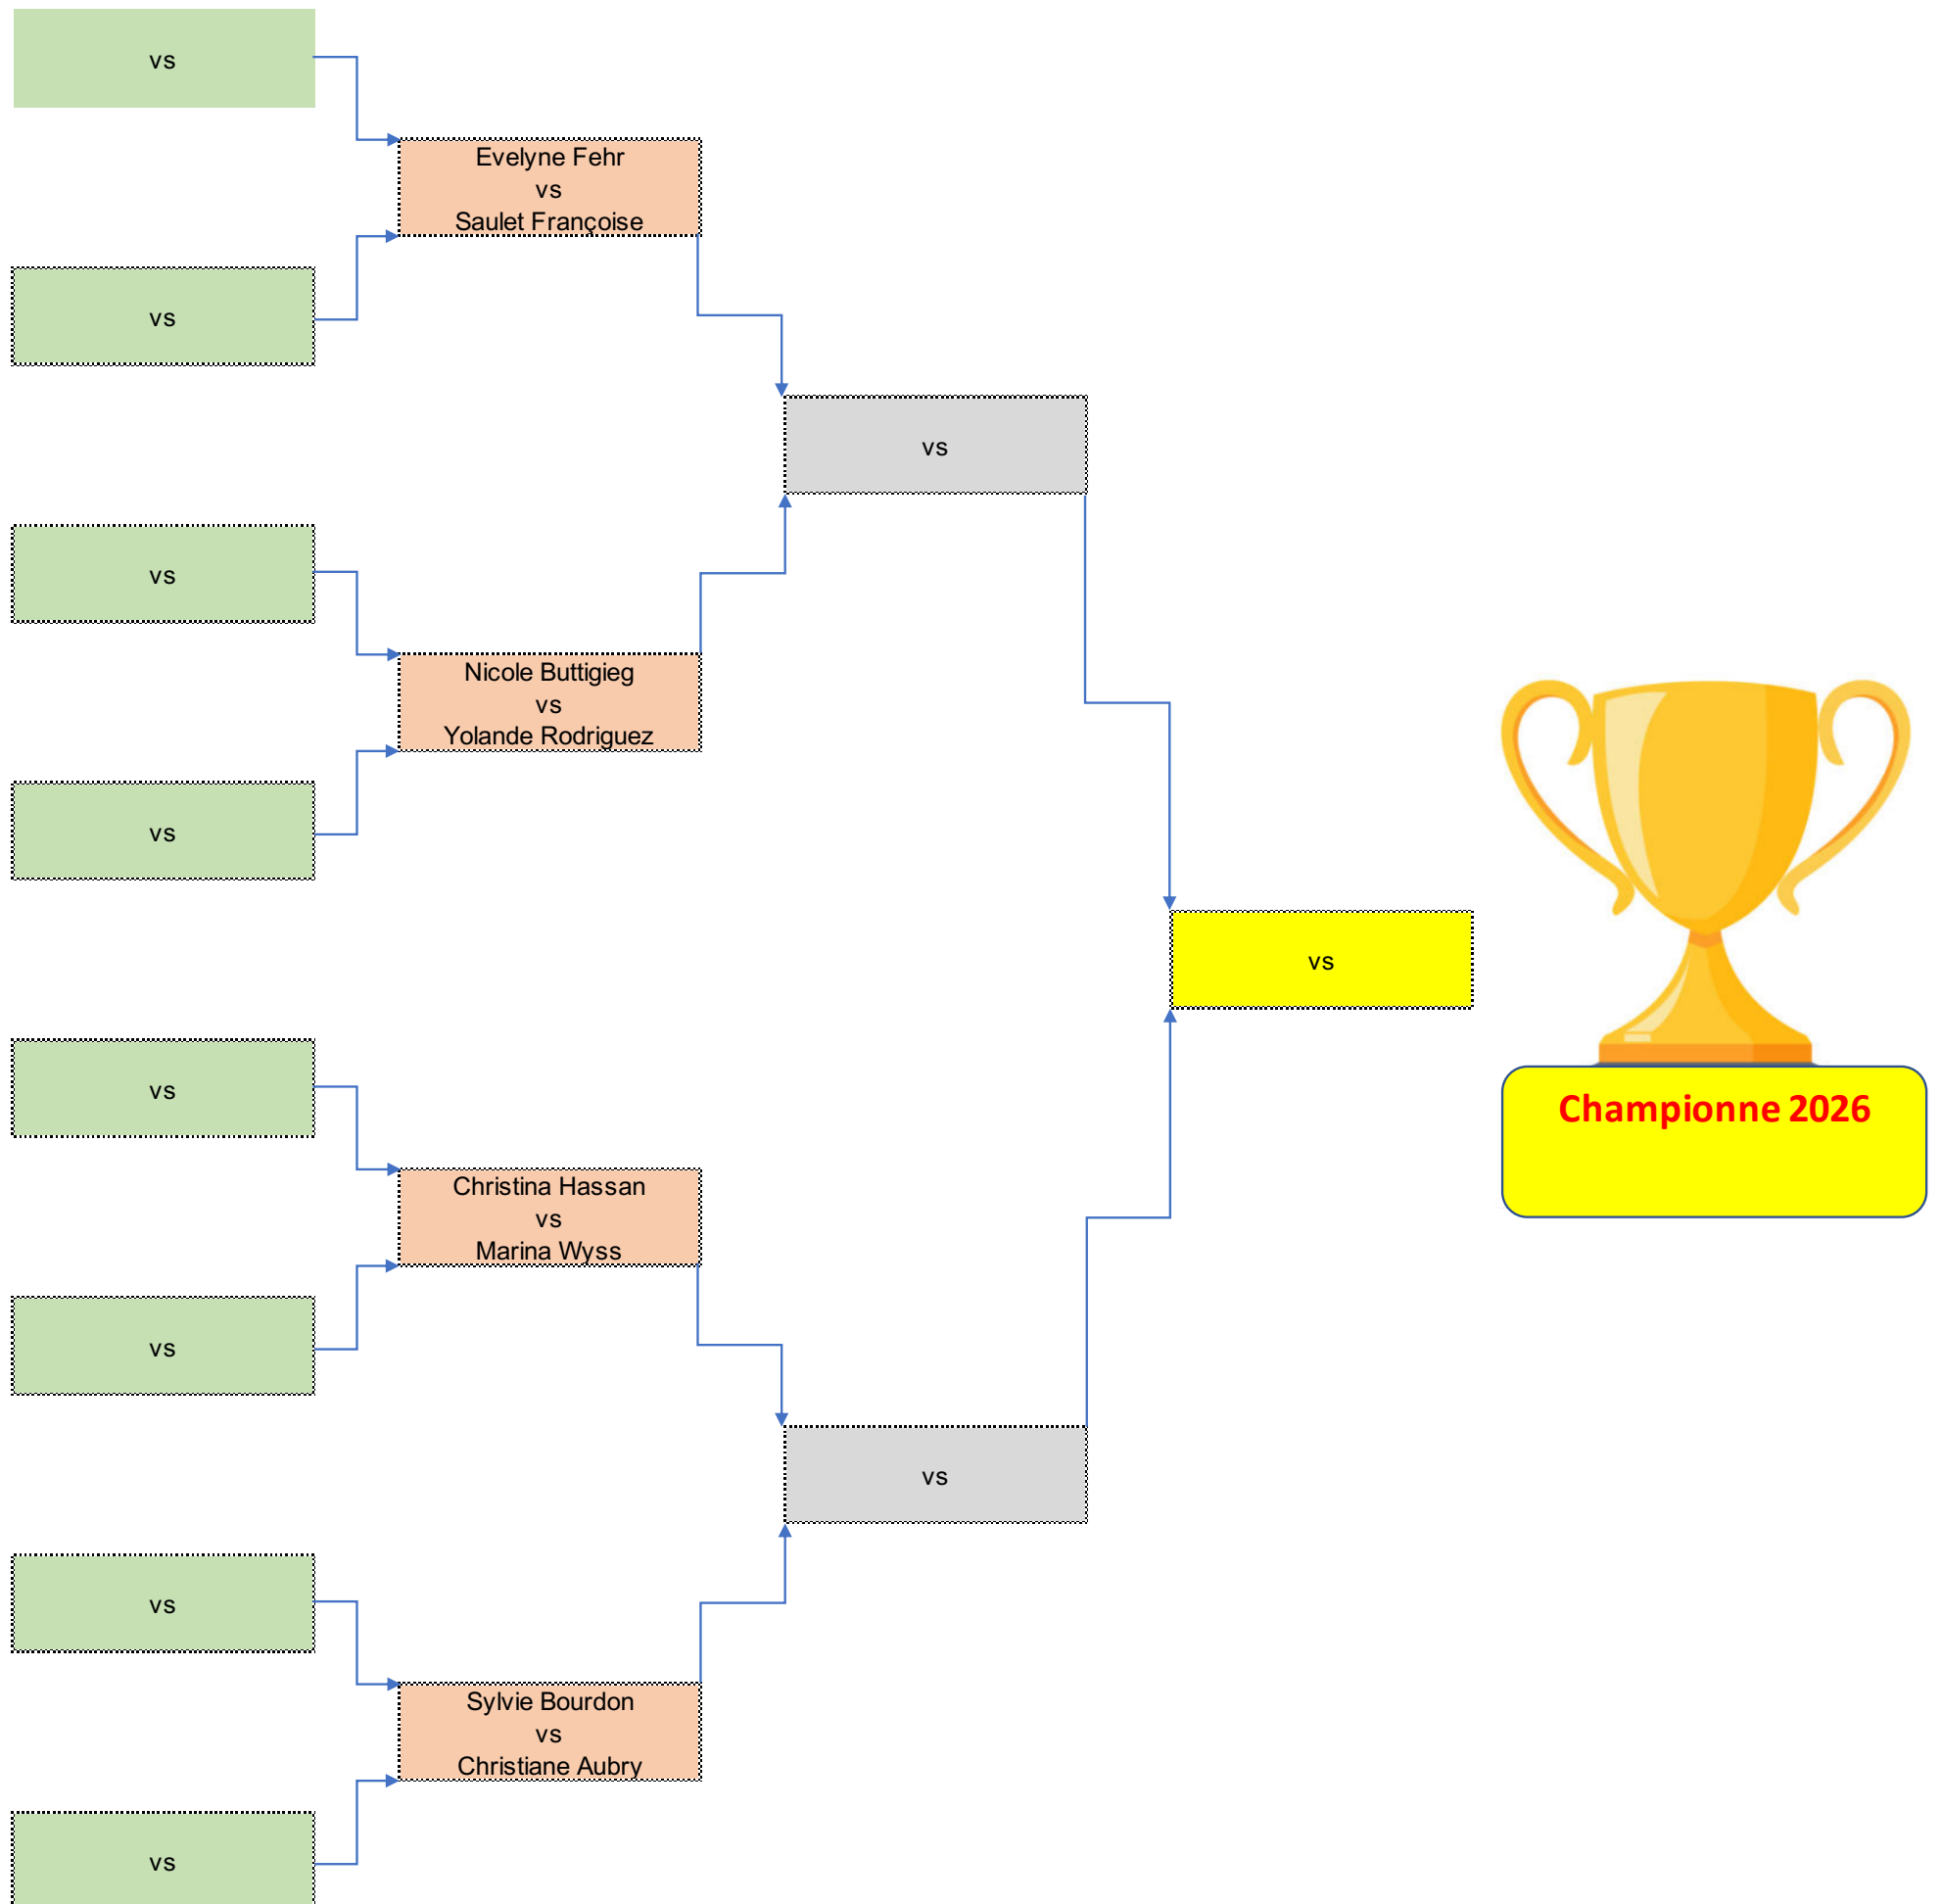 vs
Evelyne Fehr
vs
Saulet Françoise
vs
vs
vs
Nicole Buttigieg
vs
Yolande Rodriguez
vs
vs
vs
Championne 2026
Christina Hassan
vs
Marina Wyss
vs
vs
vs
Sylvie Bourdon
vs
Christiane Aubry
vs